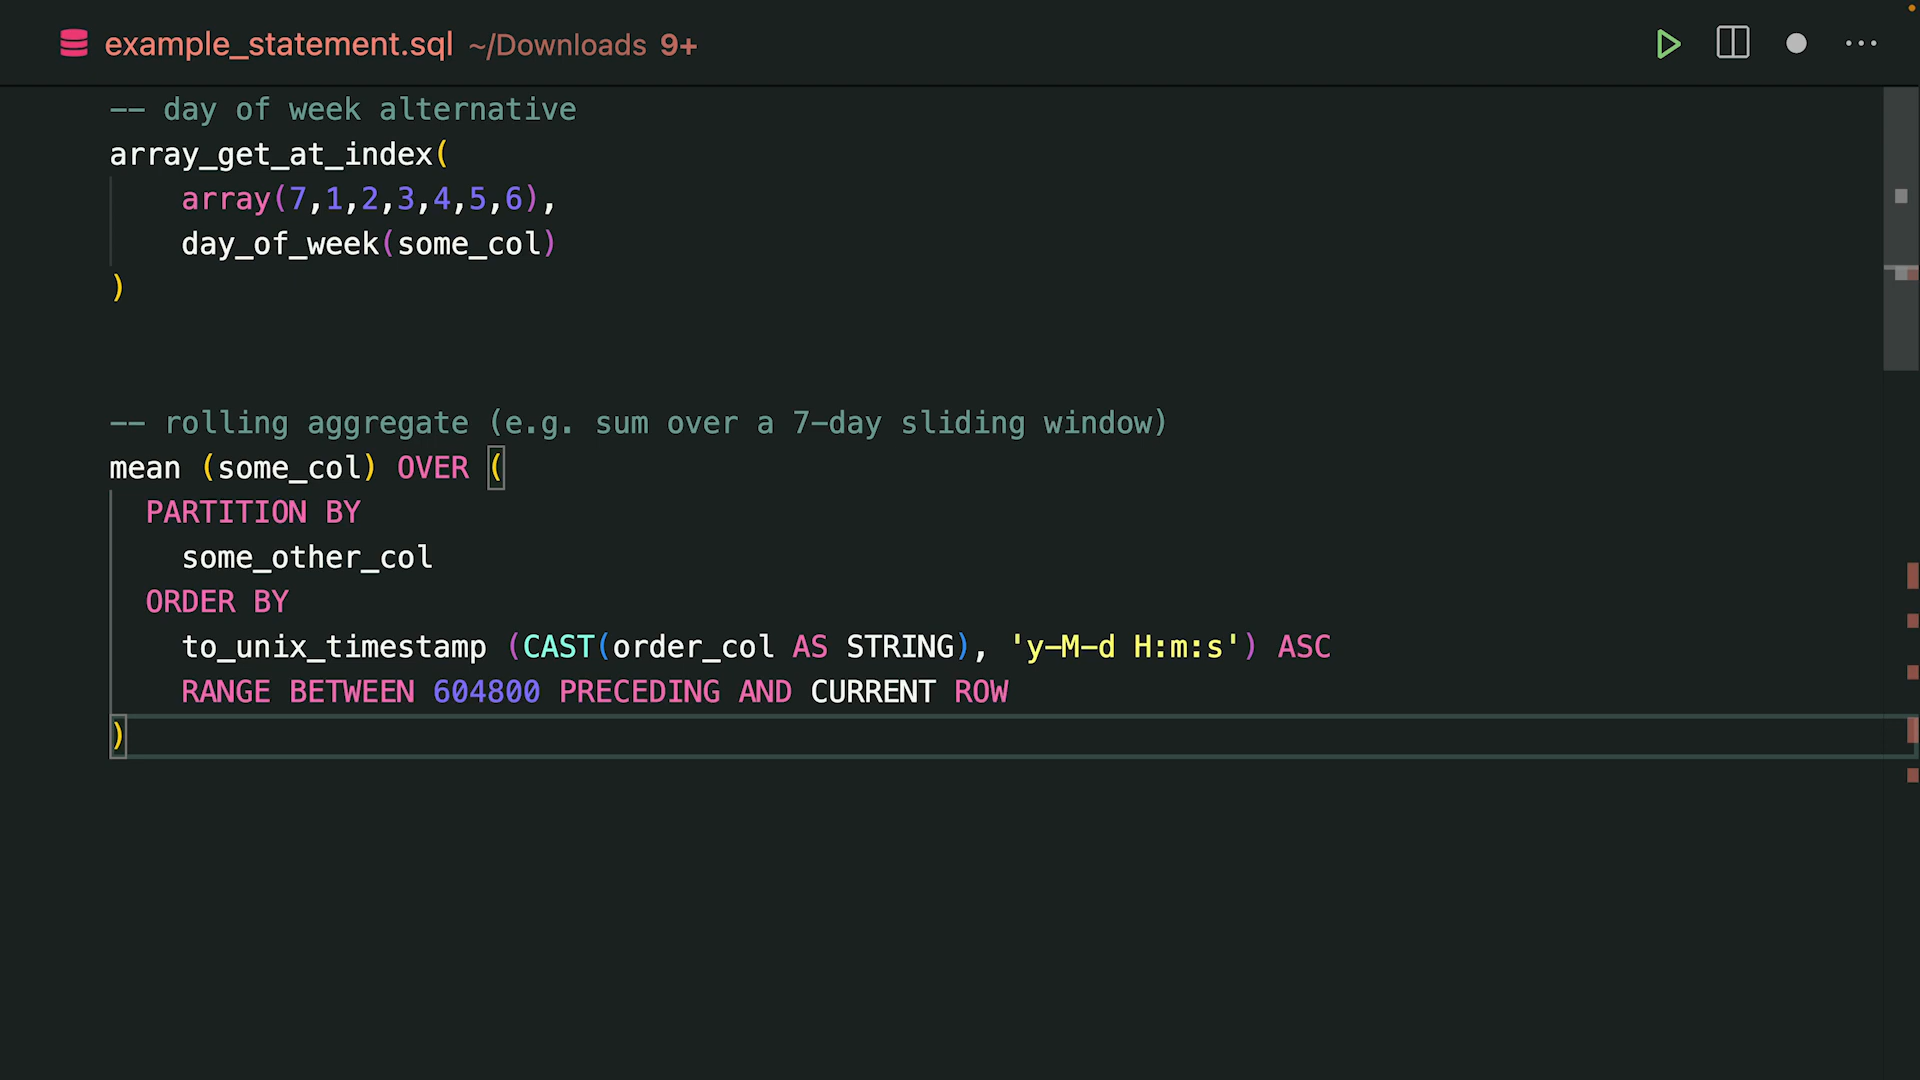 example_statement.sql ~/Downloads 9+
-- day of week alternative
array_get_at_index(
array(7,1,2,3,4,5,6),
day_of_week(some_col)
)
-- rolling aggregate (e.g. sum over a 7-day sliding window)
mean (some_col) OVER (
PARTITION BY
some_other_col
ORDER BY
to_unix_timestamp (CAST(order_col AS STRING), 'y-M-d H:m:s') ASC
RANGE BETWEEN 604800 PRECEDING AND CURRENT ROW
)